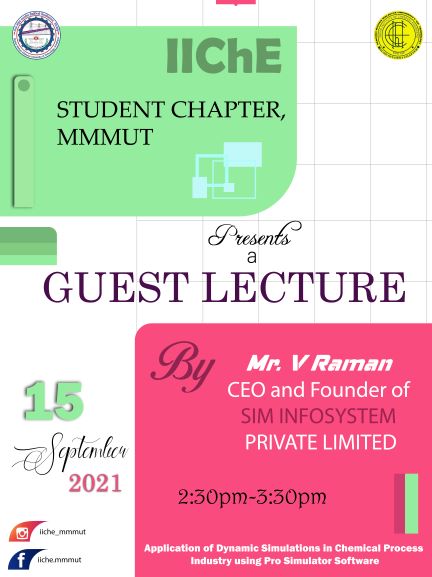 IIChE
STUDENT CHAPTER,
MMMUT
Presents
a
GUEST LECTURE
By
Mr. V Raman
CEO and Founder of
SIM INFOSYSTEM
PRIVATE LIMITED
15
September
2021
2:30pm-3:30pm
iiche_mmmut
iiche.mmmut
Application of Dynamic Simulations in Chemical Process
Industry using Pro Simulator Software